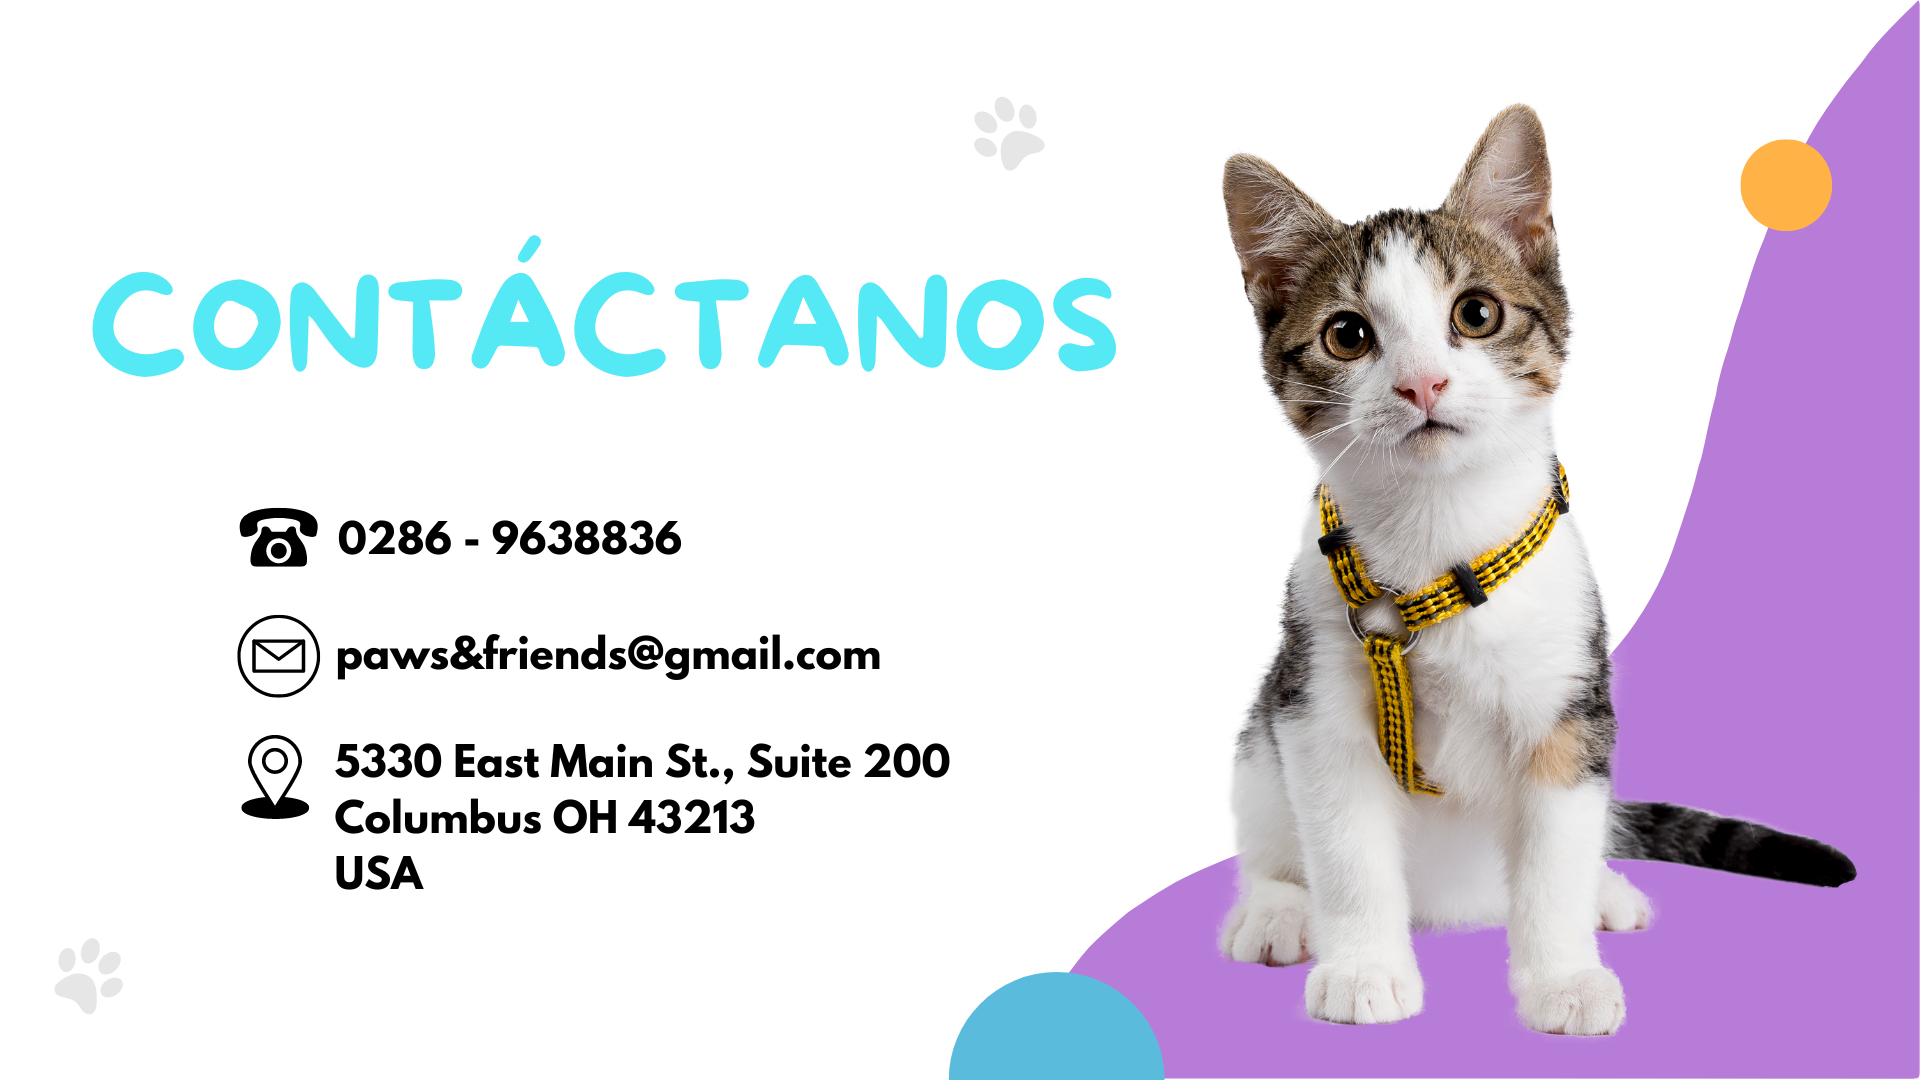 CONTÁCTANOS
0286 - 9638836
paws&friends@gmail.com
5330 East Main St., Suite 200
Columbus OH 43213
USA